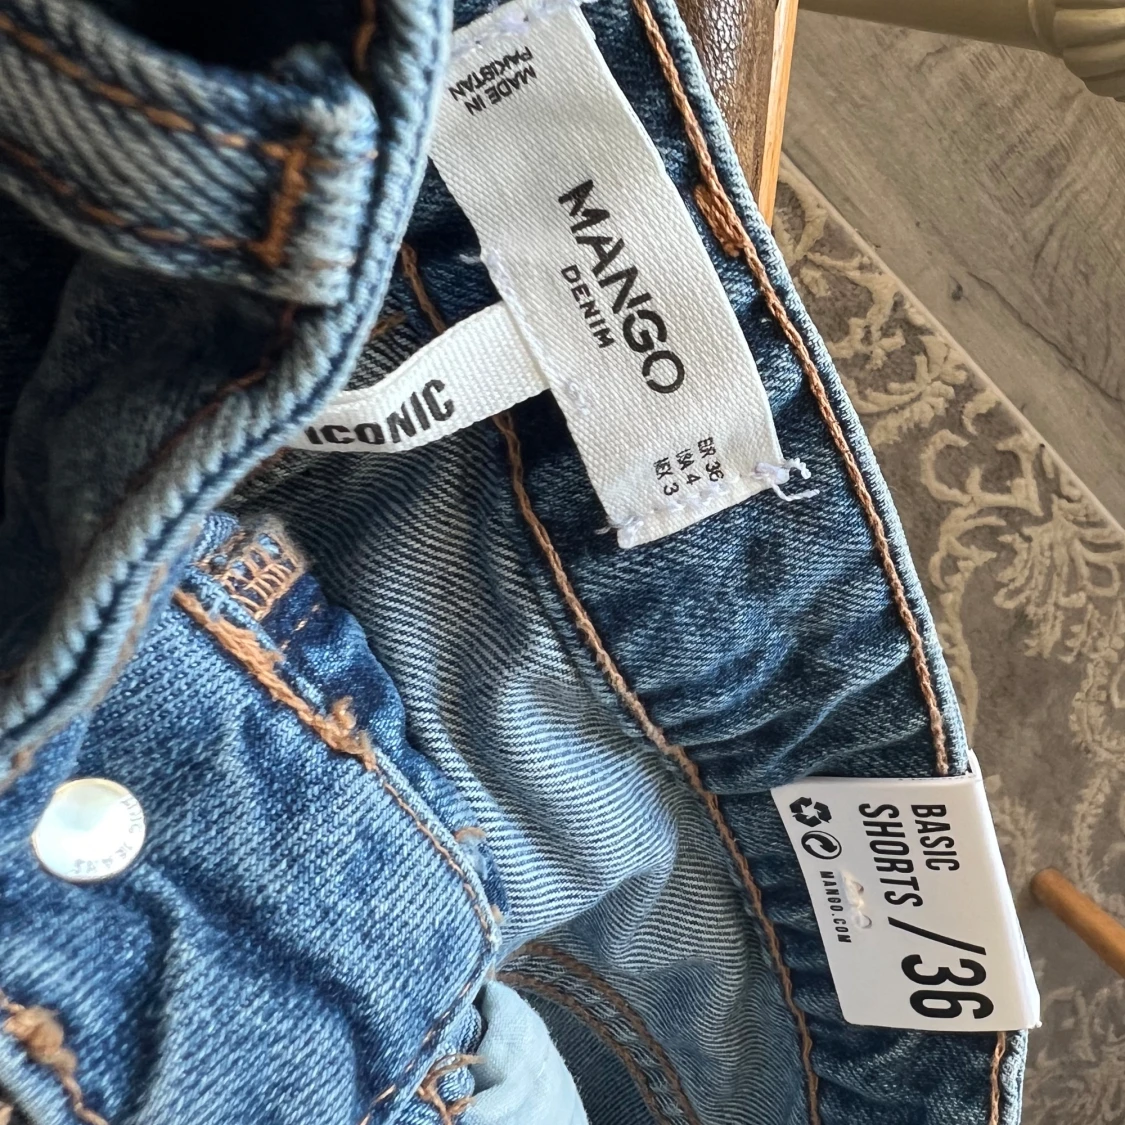 MADE IN
PAKISTAN
MANGO
DENIM
EUR 36
USA 4
MEX 3
ICONIC
BASIC
SHORTS / 36
MANGO.COM